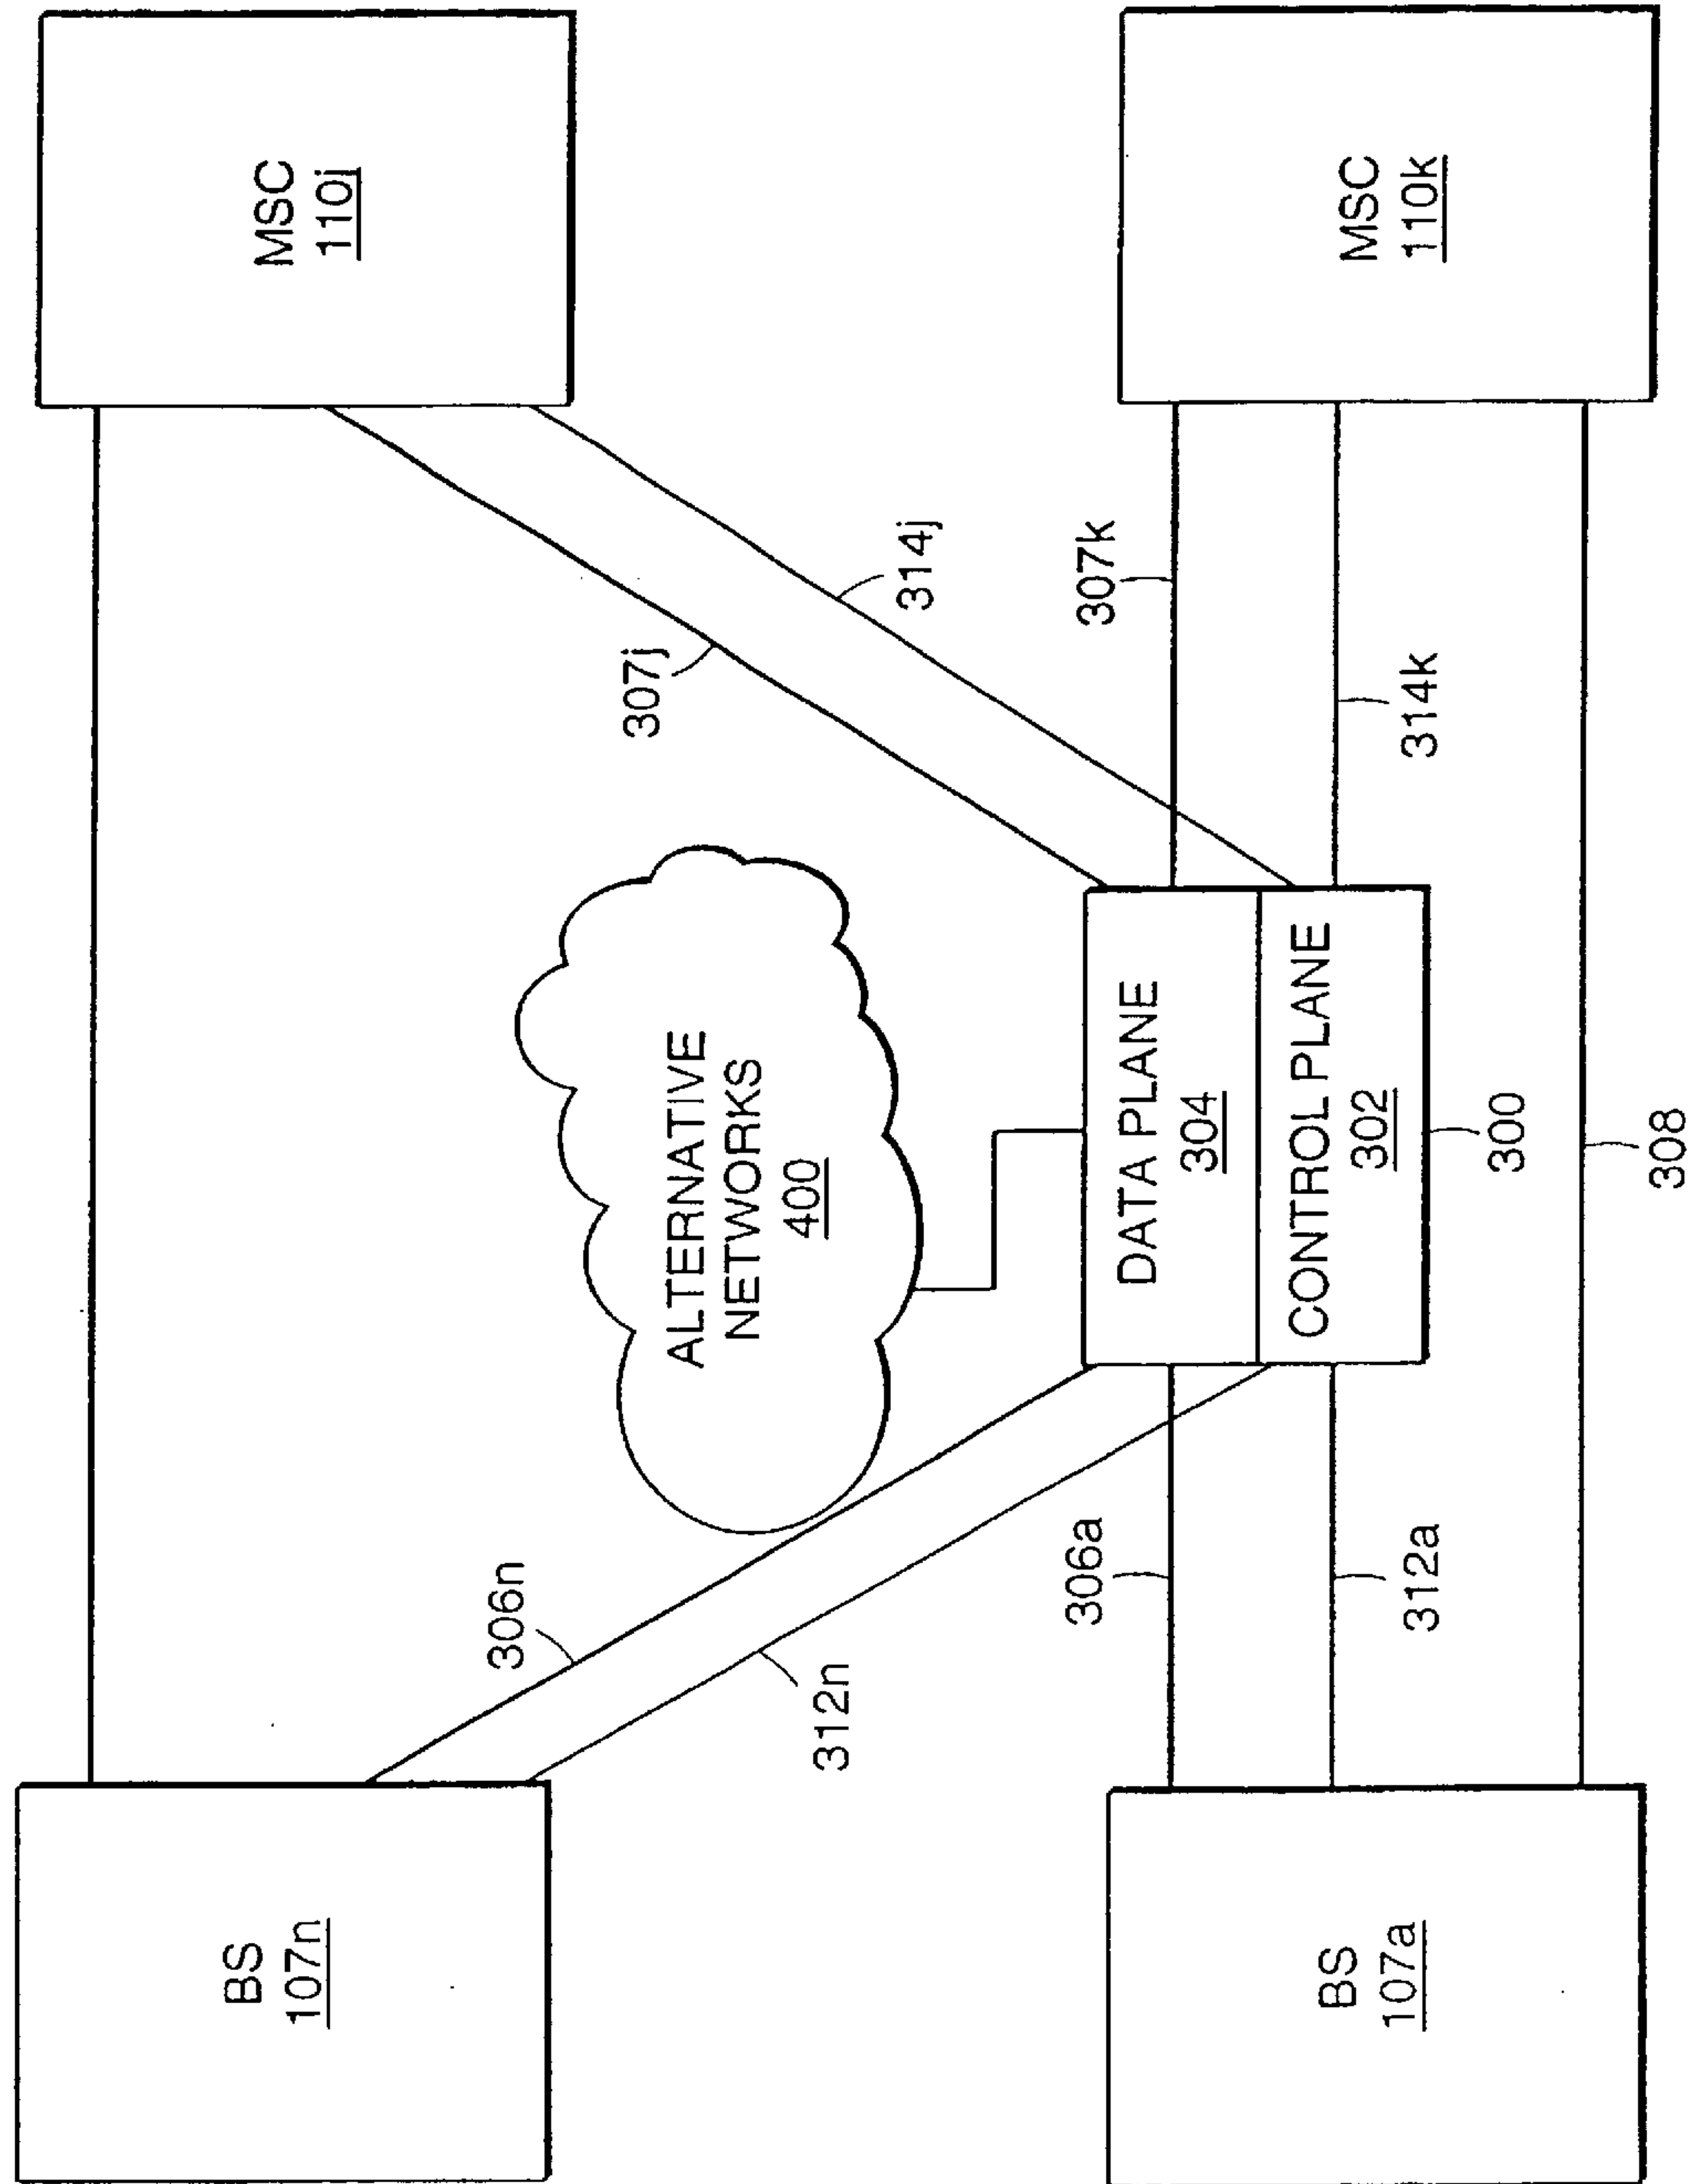 BS
107n
MSC
110j
306n
312n
ALTERNATIVE
NETWORKS
400
307j
314j
306a
312a
DATA PLANE
304
CONTROL PLANE
302
300
307k
314k
BS
107a
MSC
110k
308